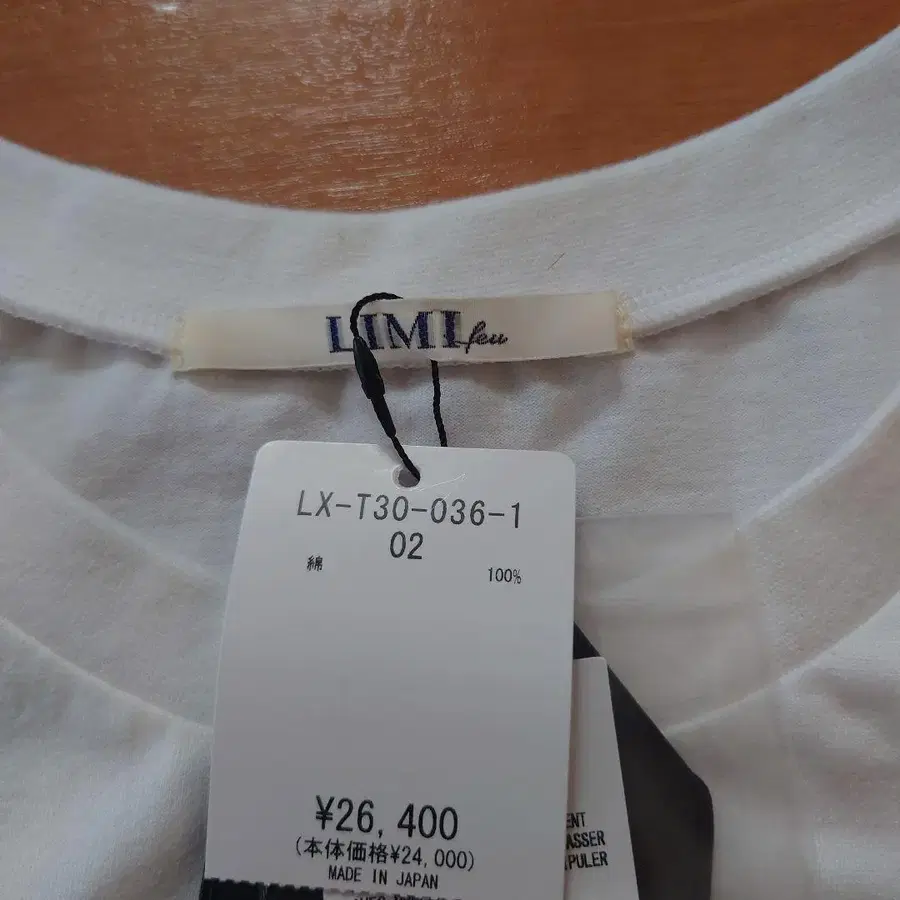 LIMI feu
LX-T30-036-1
02
綿 100%
¥26,400
(本体価格¥24,000)
MADE IN JAPAN
ENT
ASSER
PULER